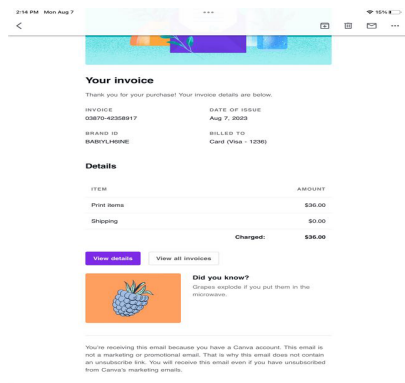 2:14 PM Mon Aug 7
15%
Your invoice
Thank you for your purchase! Your invoice details are below.
INVOICE DATE OF ISSUE
03870-42358917 Aug 7, 2023
BRAND ID BILLED TO
Card (Visa - 1236)
Details
ITEM AMOUNT
Print items $36.00
Shipping $0.00
Charged: $36.00
View details View all invoices
Did you know?
Grapes explode if you put them in the
microwave.
You're receiving this email because you have a Canva account. This email is
not a marketing or promotional email. That is why this email does not contain
an unsubscribe link. You will receive this email even if you have unsubscribed
from Canva's marketing emails.